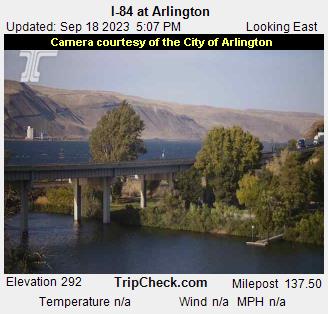 I-84 at Arlington
Updated: Sep 18 2023 5:07 PM Looking East
Camera courtesy of the City of Arlington
Elevation 292 TripCheck.com Milepost 137.50
Temperature n/a Wind n/a MPH n/a